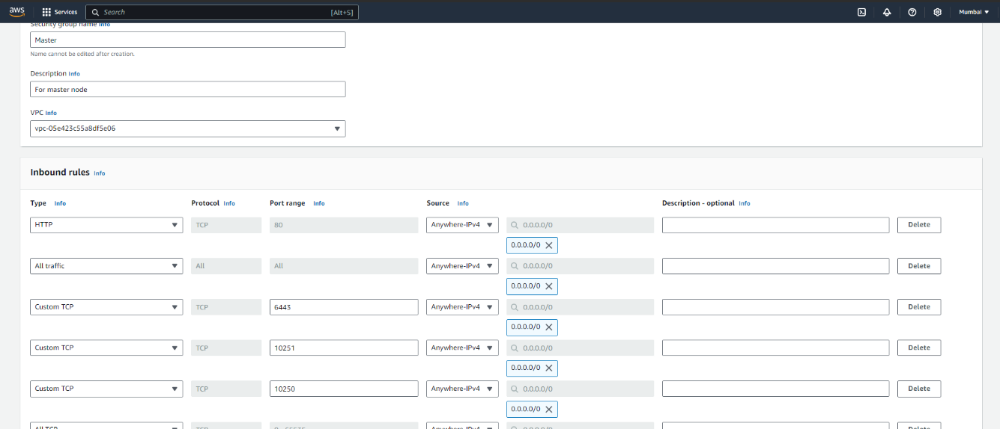 aws Services Search [Alt+S] Mumbai
Security group name Info
Master
Name cannot be edited after creation.
Description Info
For master node
VPC Info
vpc-05e423c55a8df5e06
Inbound rules Info
Type Info Protocol Info Port range Info Source Info Description - optional Info
HTTP TCP 80 Anywhere-IPv4 0.0.0.0/0 Delete
0.0.0.0/0
All traffic All All Anywhere-IPv4 0.0.0.0/0 Delete
0.0.0.0/0
Custom TCP TCP 6443 Anywhere-IPv4 0.0.0.0/0 Delete
0.0.0.0/0
Custom TCP TCP 10251 Anywhere-IPv4 0.0.0.0/0 Delete
0.0.0.0/0
Custom TCP TCP 10250 Anywhere-IPv4 0.0.0.0/0 Delete
0.0.0.0/0
All TCP TCP Anywhere-IPv4 0.0.0.0/0 Delete